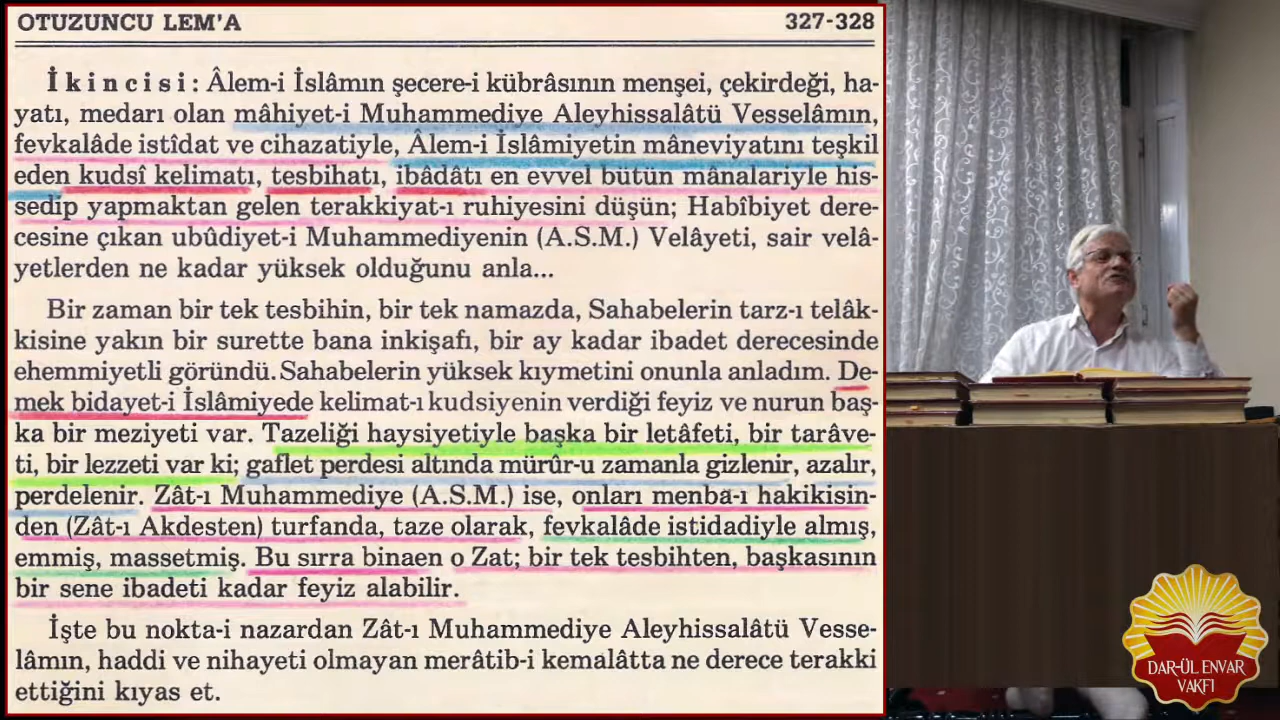 OTUZUNCU LEM'A 327-328
İkincisi: Âlem-i İslâmın şecere-i kübrâsının menşei, çekirdeği, ha-
yatı, medarı olan mâhiyet-i Muhammediye Aleyhissalâtü Vesselâmın,
fevkalâde istîdat ve cihazatiyle, Âlem-i İslâmiyetin mâneviyatını teşkil
eden kudsî kelimatı, tesbihatı, ibâdâtı en evvel bütün mânalariyle his-
sedip yapmaktan gelen terakkiyat-ı ruhiyesini düşün; Habîbiyet dere-
cesine çıkan ubûdiyet-i Muhammediyenin (A.S.M.) Velâyeti, sair velâ-
yetlerden ne kadar yüksek olduğunu anla...
Bir zaman bir tek tesbihin, bir tek namazda, Sahabelerin tarz-ı telâk-
kisine yakın bir surette bana inkişafı, bir ay kadar ibadet derecesinde
ehemmiyetli göründü. Sahabelerin yüksek kıymetini onunla anladım. De-
mek bidayet-i İslâmiyede kelimat-ı kudsiyenin verdiği feyiz ve nurun baş-
ka bir meziyeti var. Tazeliği haysiyetiyle başka bir letâfeti, bir tarâve-
ti, bir lezzeti var ki; gaflet perdesi altında mürûr-u zamanla gizlenir, azalır,
perdelenir. Zât-ı Muhammediye (A.S.M.) ise, onları menba-ı hakikisin-
den (Zât-ı Akdesten) turfanda, taze olarak, fevkalâde istidadiyle almış,
emmiş, massetmiş. Bu sırra binaen o Zat; bir tek tesbihten, başkasının
bir sene ibadeti kadar feyiz alabilir.
İşte bu nokta-i nazardan Zât-ı Muhammediye Aleyhissalâtü Vesse-
lâmın, haddi ve nihayeti olmayan merâtib-i kemalâtta ne derece terakki
ettiğini kıyas et.
DAR-ÜL ENVAR
VAKFI